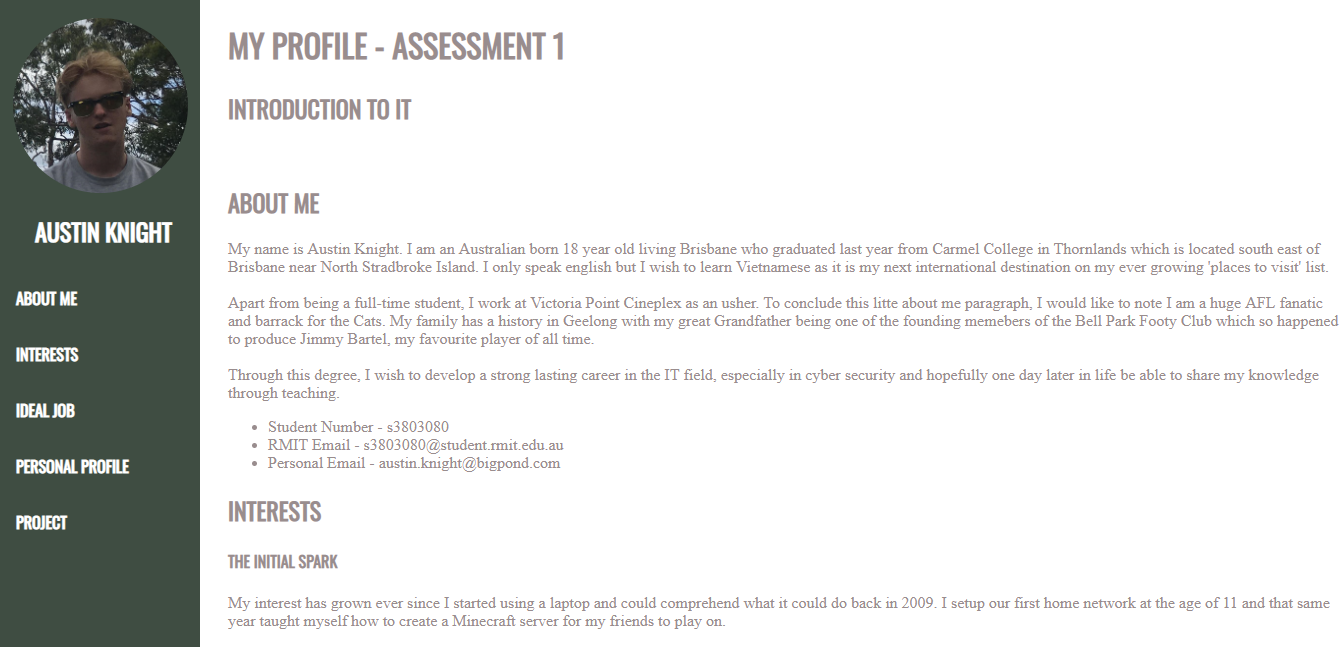 AUSTIN KNIGHT
ABOUT ME
INTERESTS
IDEAL JOB
PERSONAL PROFILE
PROJECT
MY PROFILE - ASSESSMENT 1
INTRODUCTION TO IT
ABOUT ME
My name is Austin Knight. I am an Australian born 18 year old living Brisbane who graduated last year from Carmel College in Thornlands which is located south east of
Brisbane near North Stradbroke Island. I only speak english but I wish to learn Vietnamese as it is my next international destination on my ever growing 'places to visit' list.
Apart from being a full-time student, I work at Victoria Point Cineplex as an usher. To conclude this litte about me paragraph, I would like to note I am a huge AFL fanatic
and barrack for the Cats. My family has a history in Geelong with my great Grandfather being one of the founding memebers of the Bell Park Footy Club which so happened
to produce Jimmy Bartel, my favourite player of all time.
Through this degree, I wish to develop a strong lasting career in the IT field, especially in cyber security and hopefully one day later in life be able to share my knowledge
through teaching.
• Student Number - s3803080
• RMIT Email - s3803080@student.rmit.edu.au
• Personal Email - austin.knight@bigpond.com
INTERESTS
THE INITIAL SPARK
My interest has grown ever since I started using a laptop and could comprehend what it could do back in 2009. I setup our first home network at the age of 11 and that same
year taught myself how to create a Minecraft server for my friends to play on.